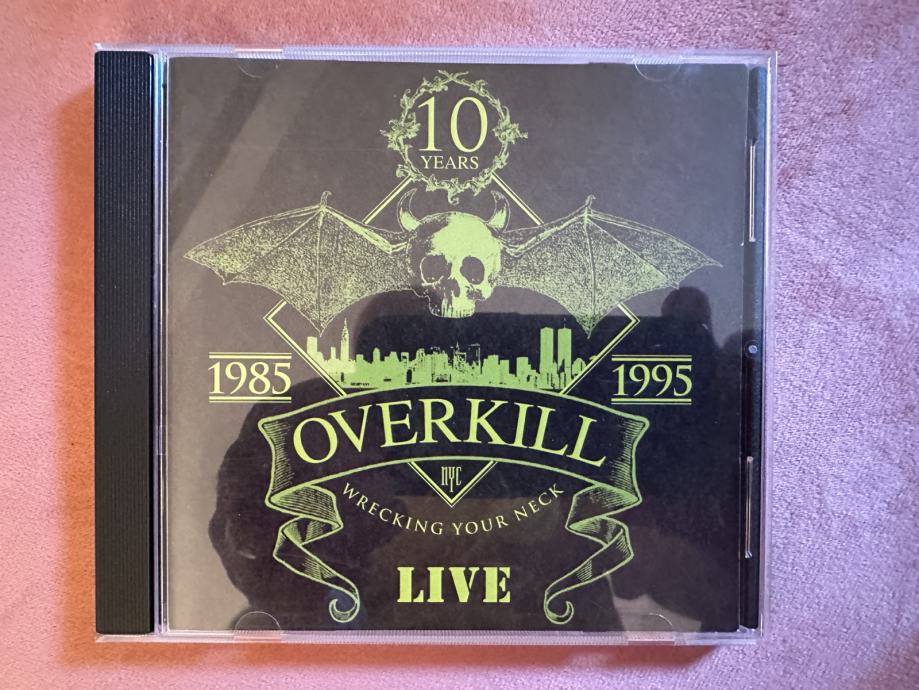 10
YEARS
1985
1995
OVERKILL
NYC
WRECKING YOUR NECK
LIVE